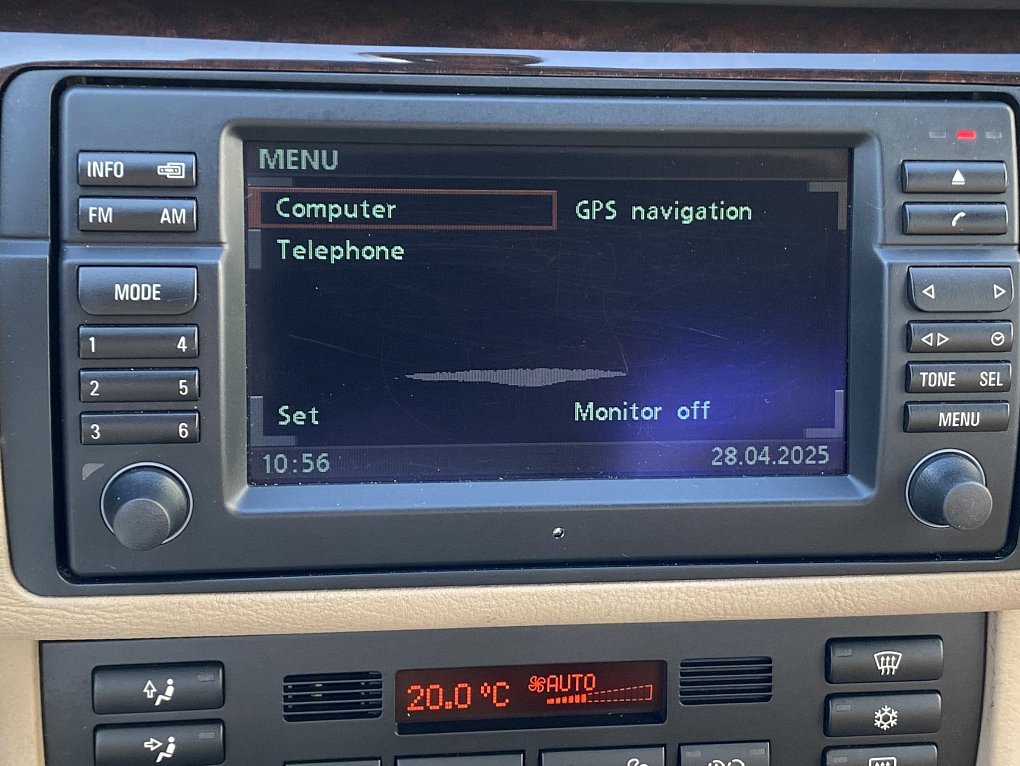 MENU
Computer GPS navigation
Telephone
Set Monitor off
10:56 28.04.2025
INFO
FM AM
MODE
1 4
2 5
3 6
TONE SEL
MENU
20.0 °C AUTO